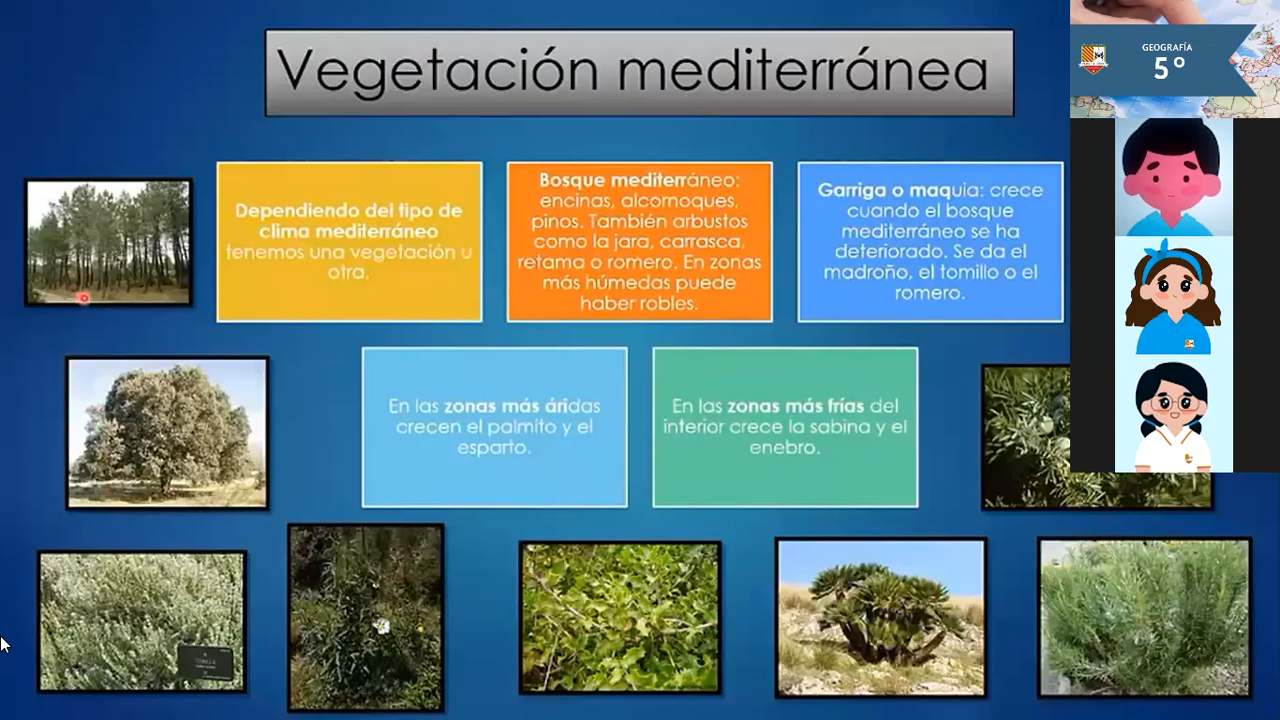 Vegetación mediterránea
GEOGRAFÍA
5º
Dependiendo del tipo de
clima mediterráneo
tenemos una vegetación u
otra.
Bosque mediterráneo:
encinas, alcornoques,
pinos. También arbustos
como la jara, carrasca,
retama o romero. En zonas
más húmedas puede
haber robles.
Garriga o maquia: crece
cuando el bosque
mediterráneo se ha
deteriorado. Se da el
madroño, el tomillo o el
romero.
En las zonas más áridas
crecen el palmito y el
esparto.
En las zonas más frías del
interior crece la sabina y el
enebro.